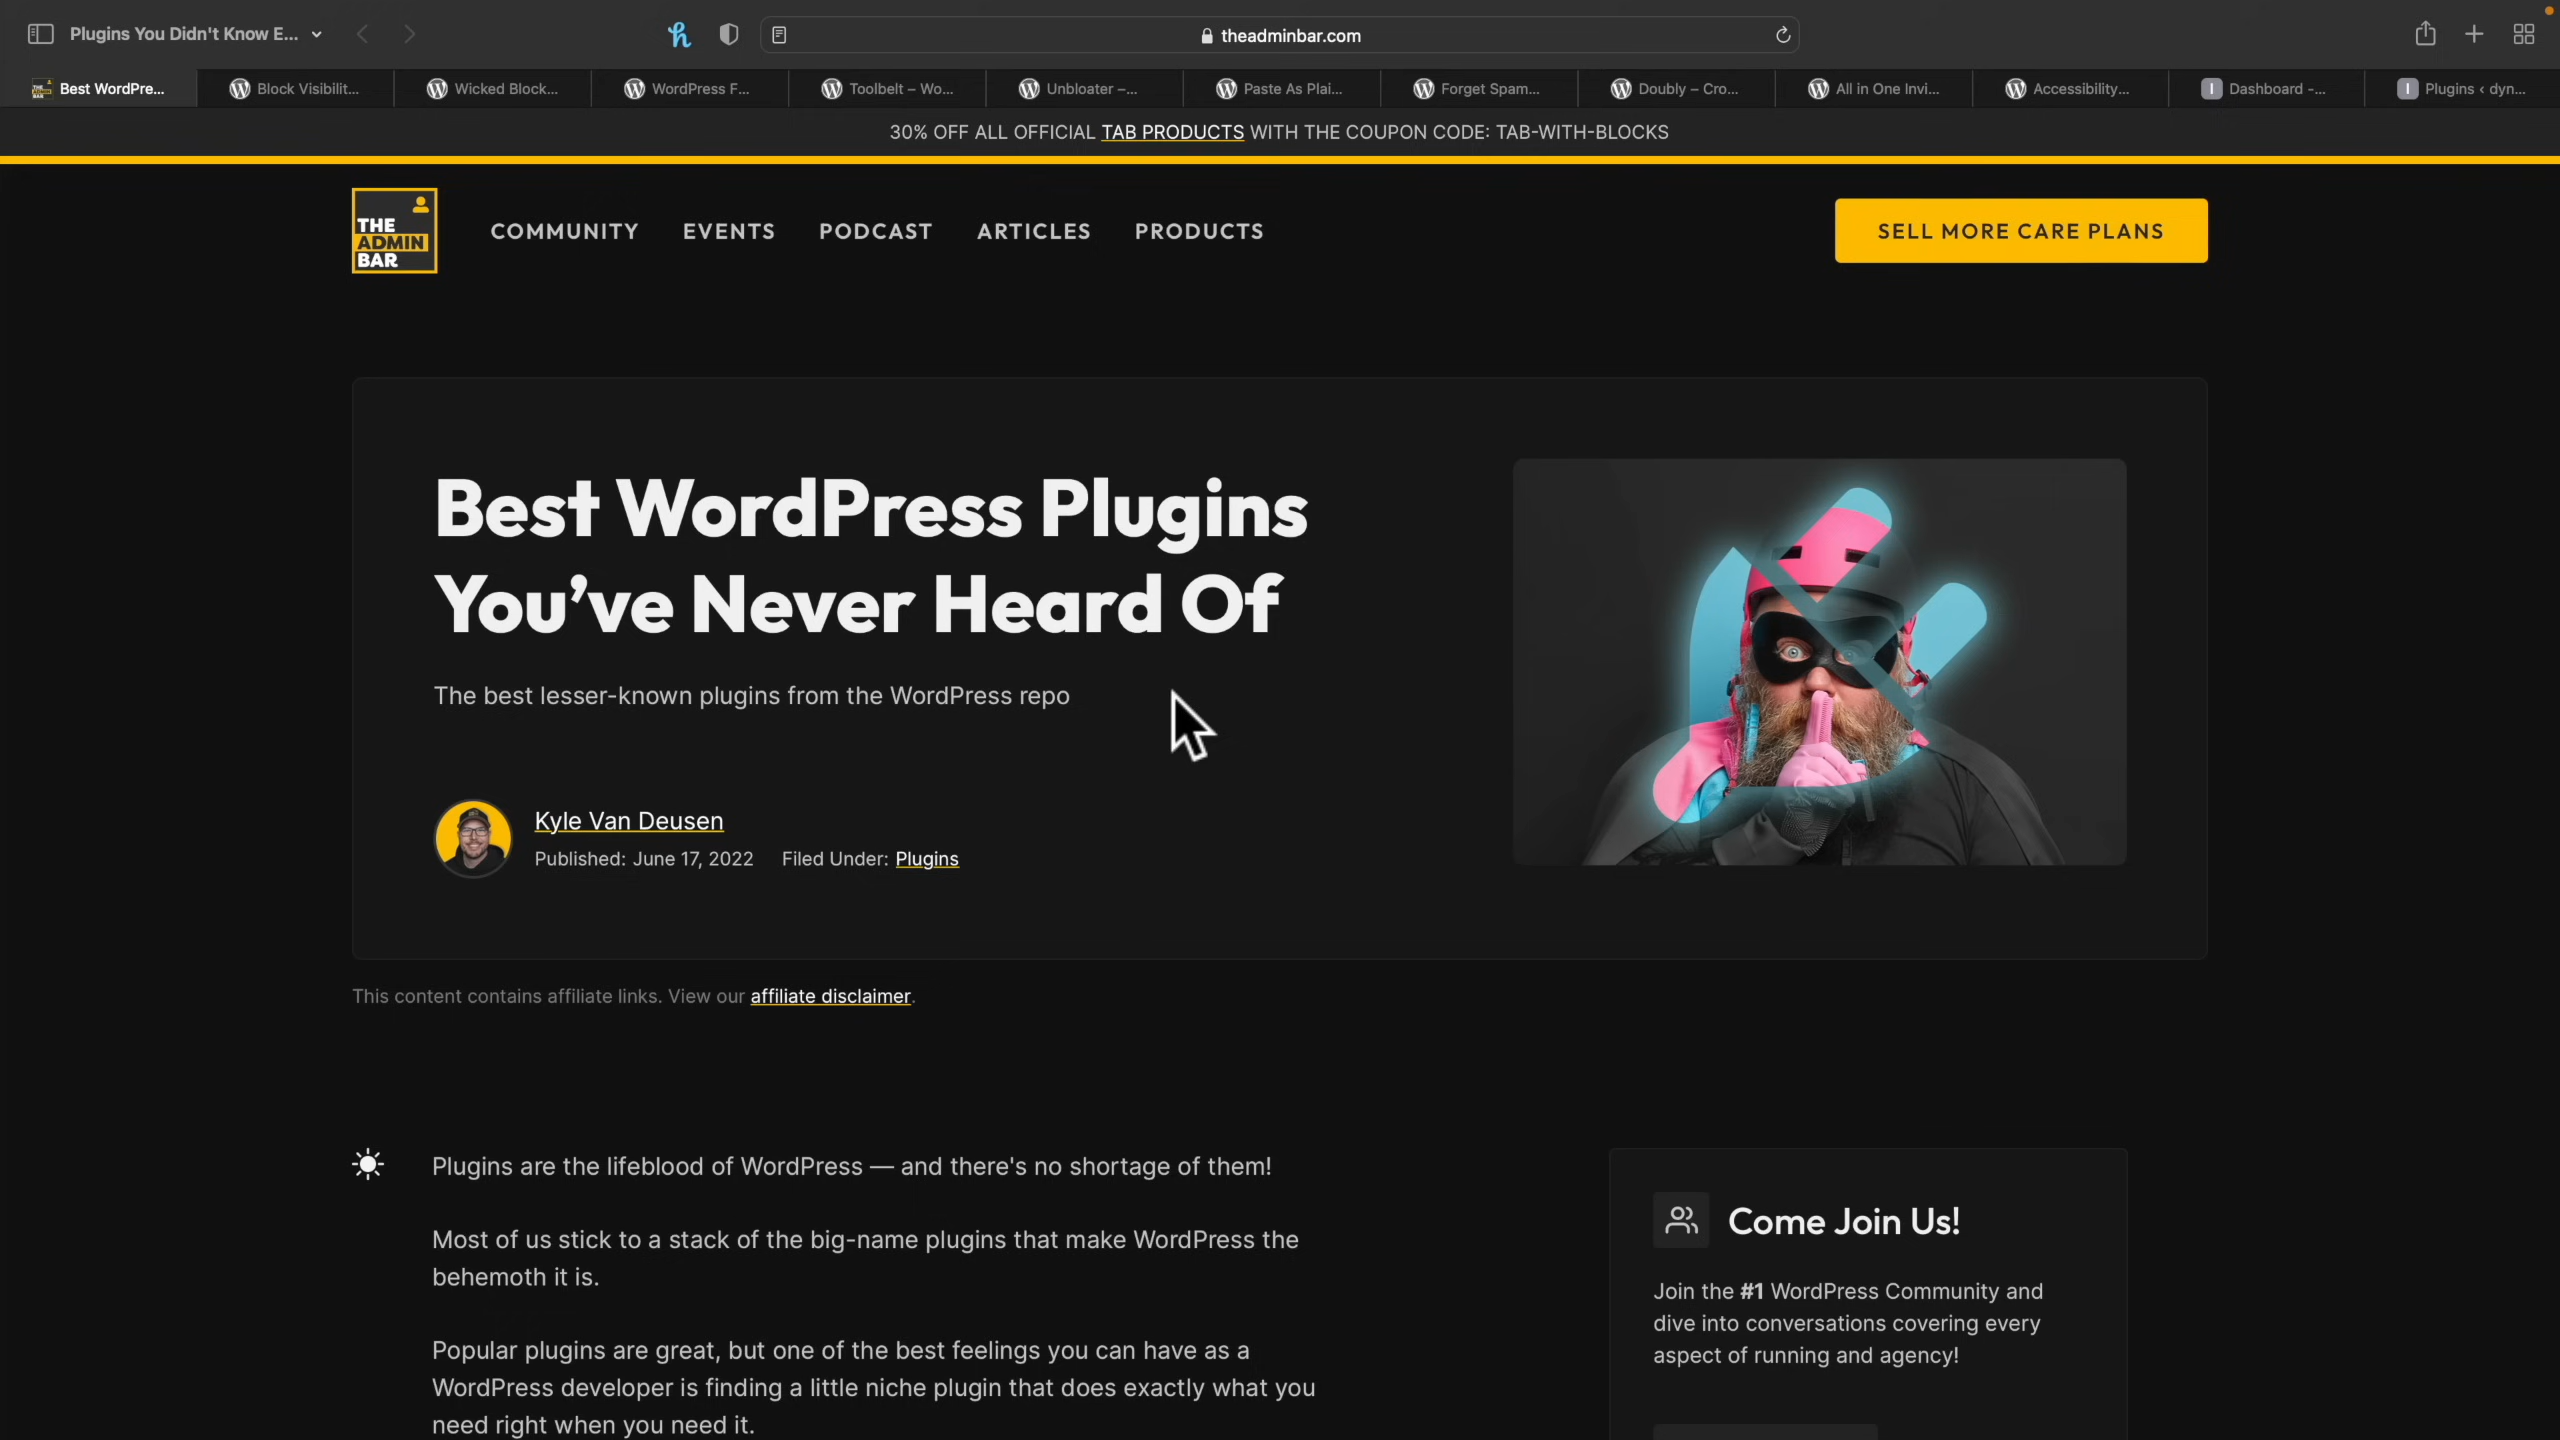 Plugins You Didn't Know E...
theadminbar.com
Best WordPre...
Block Visibilit...
Wicked Block...
WordPress F...
Toolbelt – Wo...
Unbloater –...
Paste As Plai...
Forget Spam...
Doubly – Cro...
All in One Invi...
Accessibility...
I Dashboard -...
I Plugins ‹ dyn...
30% OFF ALL OFFICIAL TAB PRODUCTS WITH THE COUPON CODE: TAB-WITH-BLOCKS
THE
ADMIN
BAR
COMMUNITY
EVENTS
PODCAST
ARTICLES
PRODUCTS
SELL MORE CARE PLANS
Best WordPress Plugins
You've Never Heard Of
The best lesser-known plugins from the WordPress repo
Kyle Van Deusen
Published: June 17, 2022 Filed Under: Plugins
This content contains affiliate links. View our affiliate disclaimer.
Plugins are the lifeblood of WordPress — and there's no shortage of them!
Most of us stick to a stack of the big-name plugins that make WordPress the
behemoth it is.
Popular plugins are great, but one of the best feelings you can have as a
WordPress developer is finding a little niche plugin that does exactly what you
need right when you need it.
Come Join Us!
Join the #1 WordPress Community and
dive into conversations covering every
aspect of running and agency!